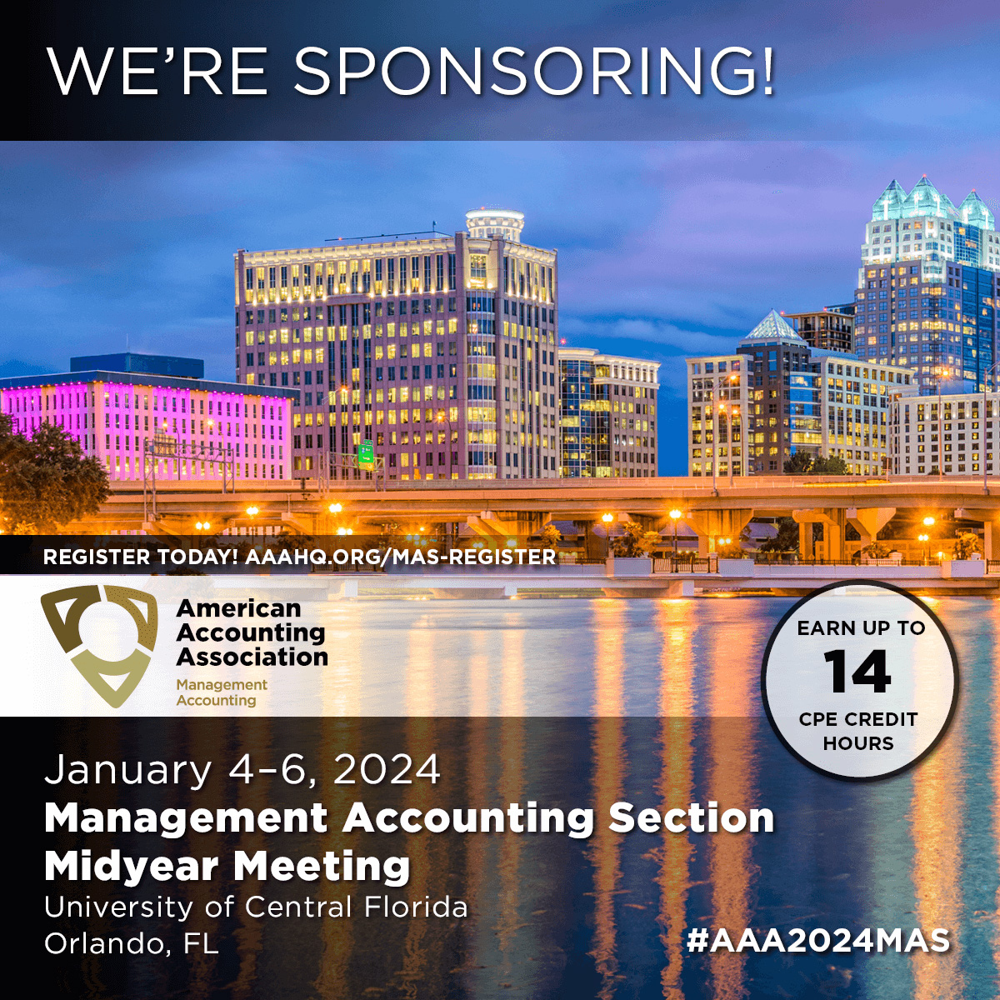 WE'RE SPONSORING!
REGISTER TODAY! AAAHQ.ORG/MAS-REGISTER
American
Accounting
Association
Management
Accounting
EARN UP TO
14
CPE CREDIT
HOURS
January 4–6, 2024
Management Accounting Section
Midyear Meeting
University of Central Florida
Orlando, FL
#AAA2024MAS